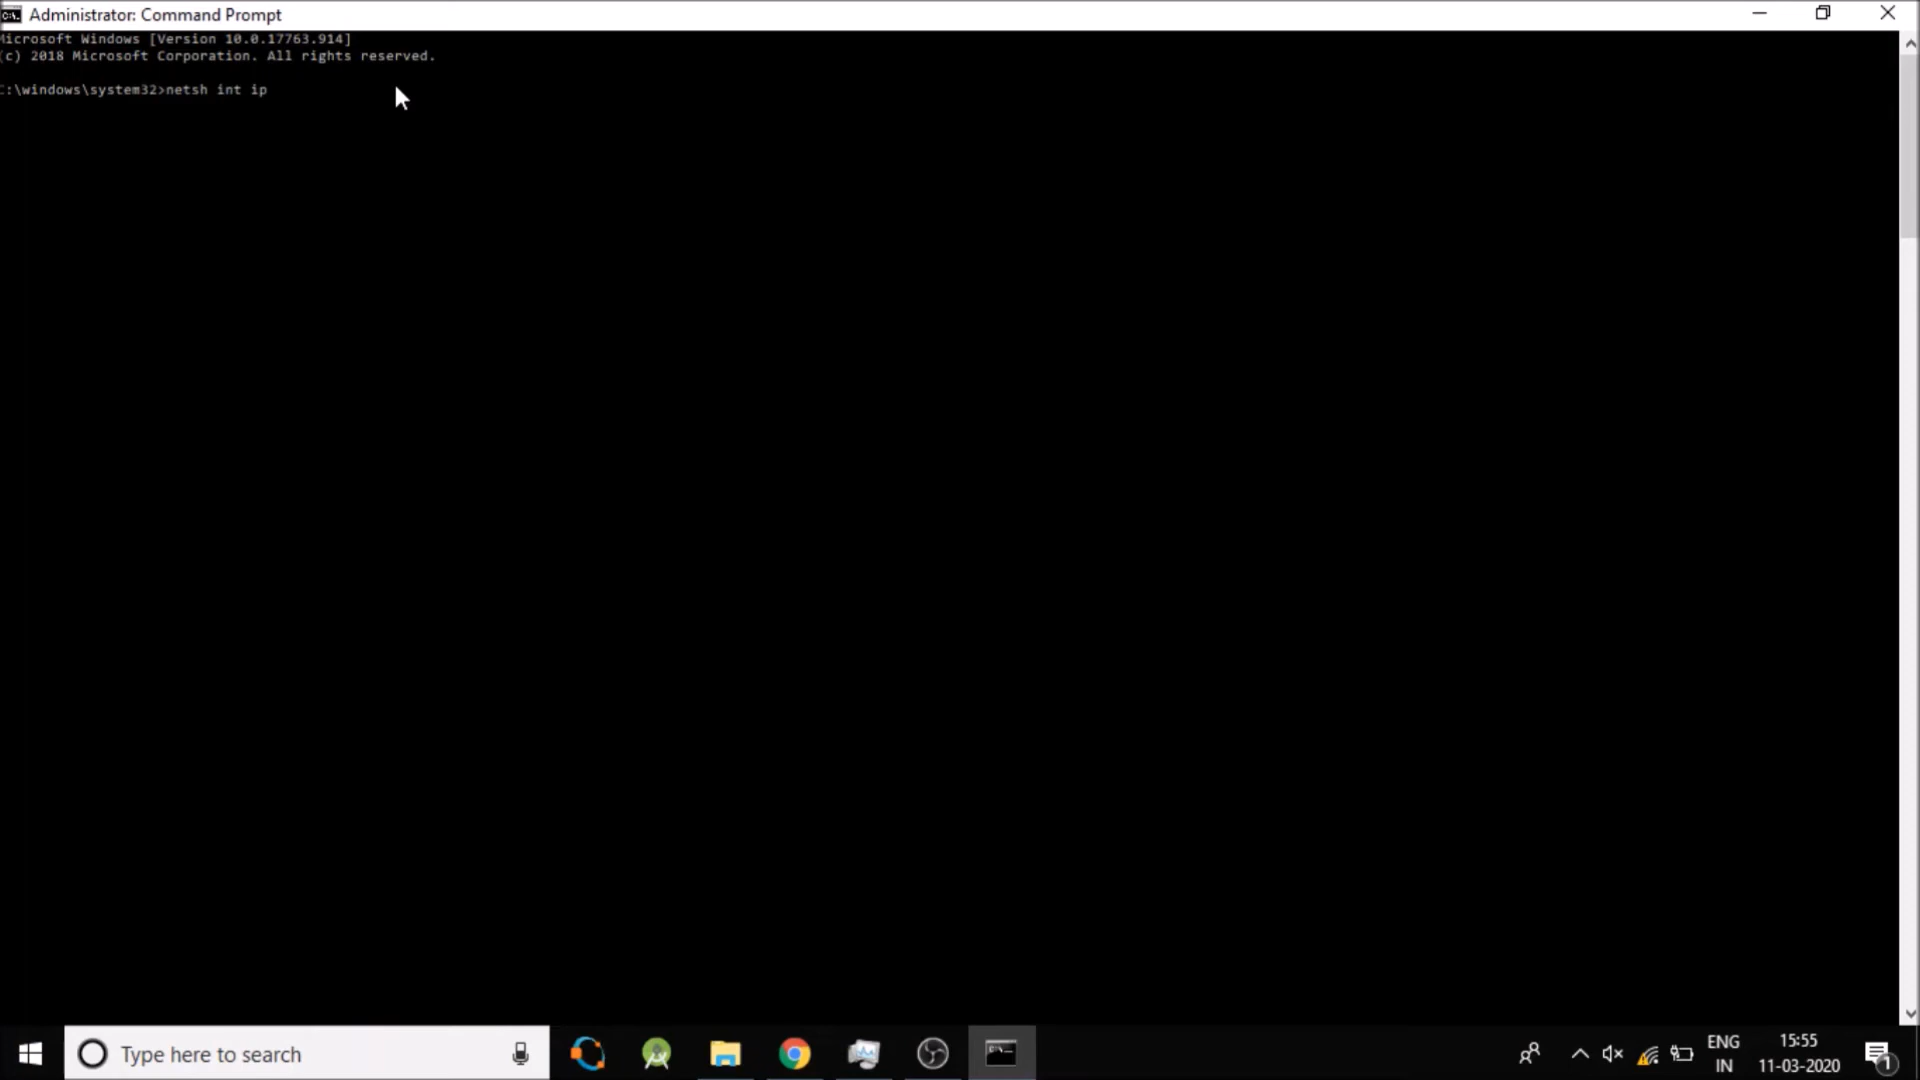 Administrator: Command Prompt
Microsoft Windows [Version 10.0.17763.914]
(c) 2018 Microsoft Corporation. All rights reserved.
C:\windows\system32>netsh int ip
Type here to search
ENG
IN
15:55
11-03-2020
1